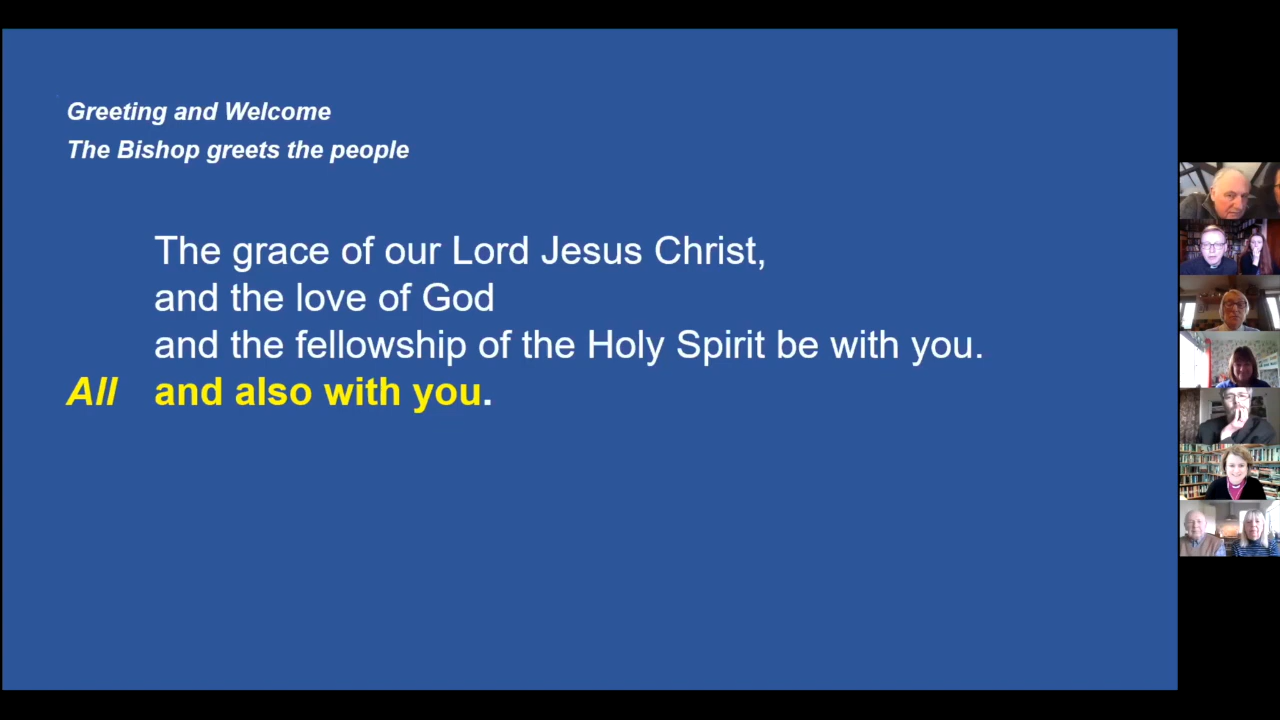 Greeting and Welcome
The Bishop greets the people
The grace of our Lord Jesus Christ,
and the love of God
and the fellowship of the Holy Spirit be with you.
All and also with you.